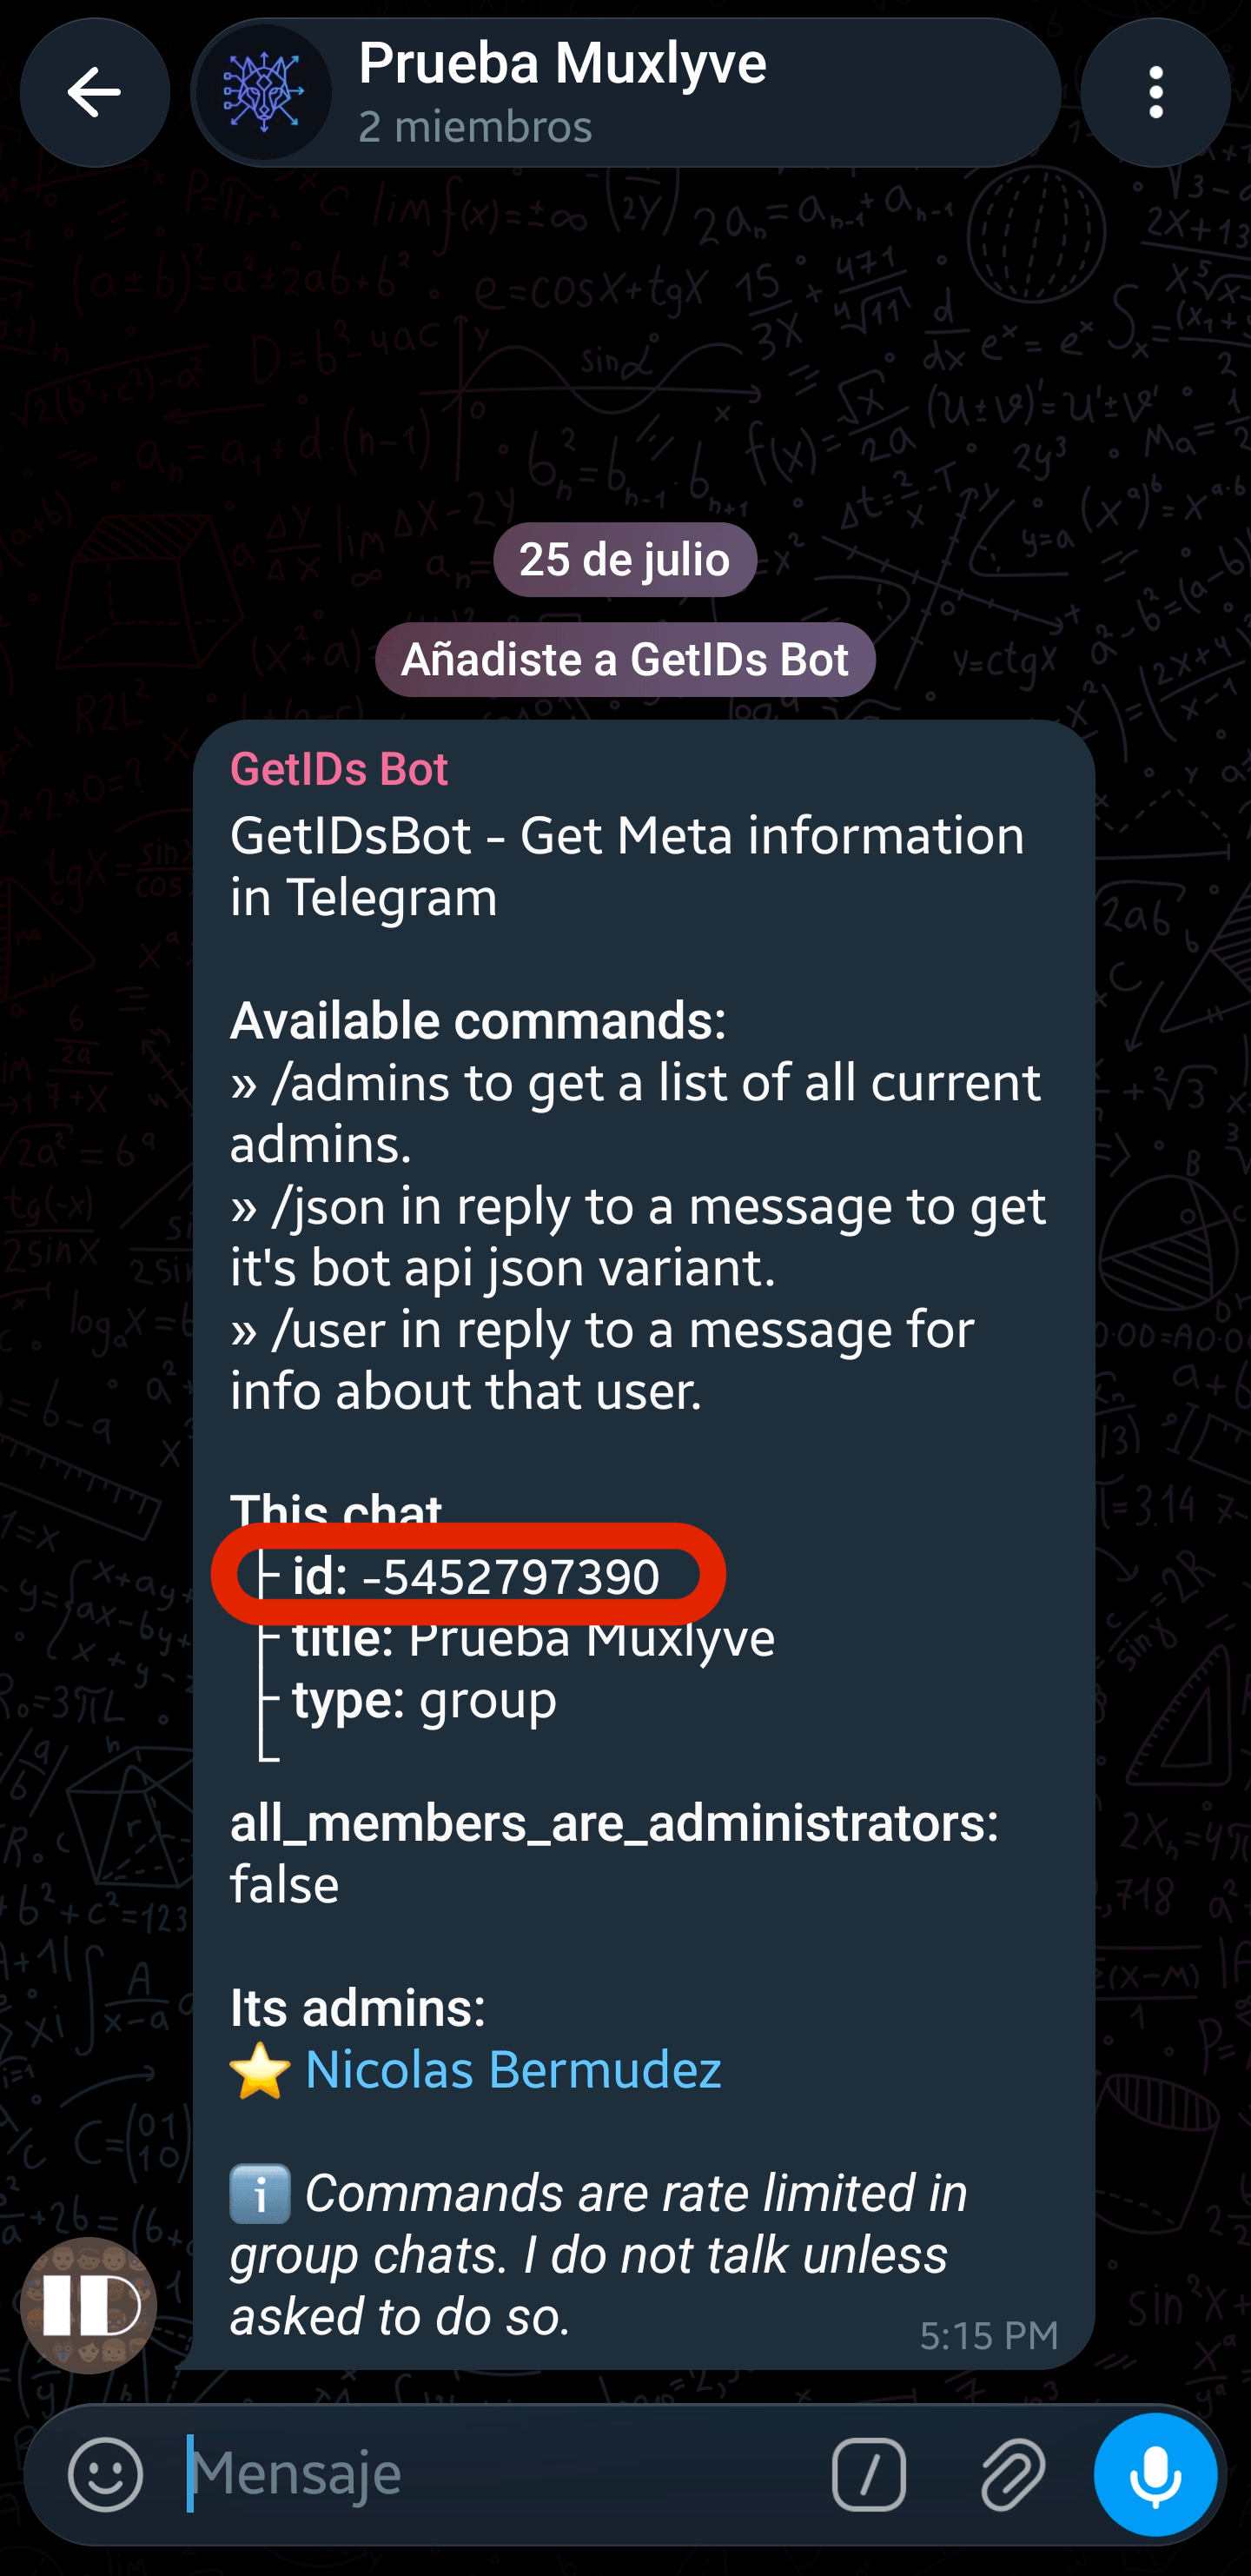 Prueba Muxlyve
2 miembros
25 de julio
Añadiste a GetIDs Bot
GetIDs Bot
GetIDsBot - Get Meta information
in Telegram
Available commands:
» /admins to get a list of all current
admins.
» /json in reply to a message to get
it's bot api json variant.
» /user in reply to a message for
info about that user.
This chat
├ id: -5452797390
├ title: Prueba Muxlyve
├ type: group
└
all_members_are_administrators:
false
Its admins:
⭐ Nicolas Bermudez
ℹ️ Commands are rate limited in
group chats. I do not talk unless
asked to do so.
5:15 PM
Mensaje